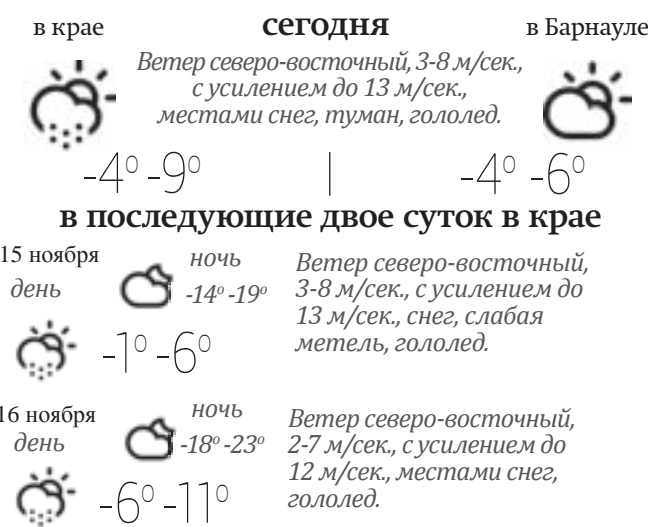 в крае сегодня в Барнауле
Ветер северо-восточный, 3-8 м/сек.,
с усилением до 13 м/сек.,
местами снег, туман, гололед.
-4° -9° | -4° -6°
в последующие двое суток в крае
15 ноября
ночь
день
-14° -19°
-1° -6°
Ветер северо-восточный,
3-8 м/сек., с усилением до
13 м/сек., снег, слабая
метель, гололед.
16 ноября
ночь
день
-18° -23°
-6° -11°
Ветер северо-восточный,
2-7 м/сек., с усилением до
12 м/сек., местами снег,
гололед.